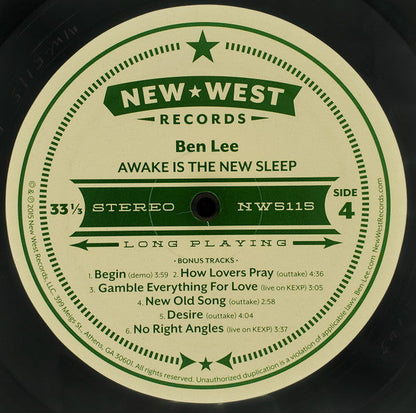 NEW★WEST
RECORDS
Ben Lee
AWAKE IS THE NEW SLEEP
33 1/3
STEREO
NW5115
SIDE
4
LONG PLAYING
• BONUS TRACKS •
1. Begin (demo) 3:59 2. How Lovers Pray (outtake) 4:36
3. Gamble Everything For Love (live on KEXP) 3:05
4. New Old Song (outtake) 2:58
5. Desire (outtake) 4:04
6. No Right Angles (live on KEXP) 3:37
© & ℗ 2015 New West Records, LLC. 399 Meigs St., Athens, GA 30601. All rights reserved. Unauthorized duplication is a violation of applicable laws. Ben-Lee.com NewWestRecords.com